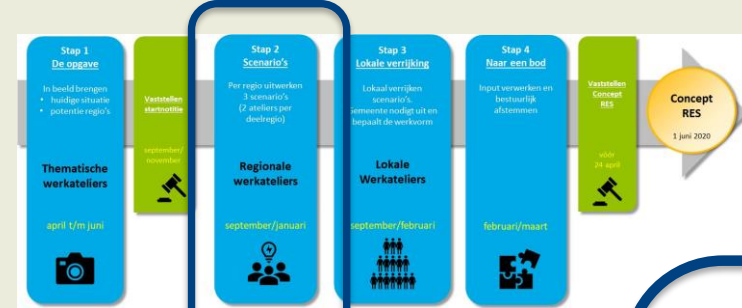 Stap 1
De opgave
In beeld brengen
• huidige situatie
• potentie regio's
Thematische
werkateliers
april t/m juni
Vaststellen
startnotitie
september/
november
Stap 2
Scenario's
Per regio uitwerken
3 scenario's
(2 ateliers per
deelregio)
Regionale
werkateliers
september/januari
Stap 3
Lokale verrijking
Lokaal verrijken
scenario's.
Gemeente nodigt uit en
bepaalt de werkvorm
Lokale
Werkateliers
september/februari
Stap 4
Naar een bod
Input verwerken en
bestuurlijk
afstemmen
februari/maart
Vaststellen
Concept
RES
vóór
24 april
Concept
RES
1 juni 2020